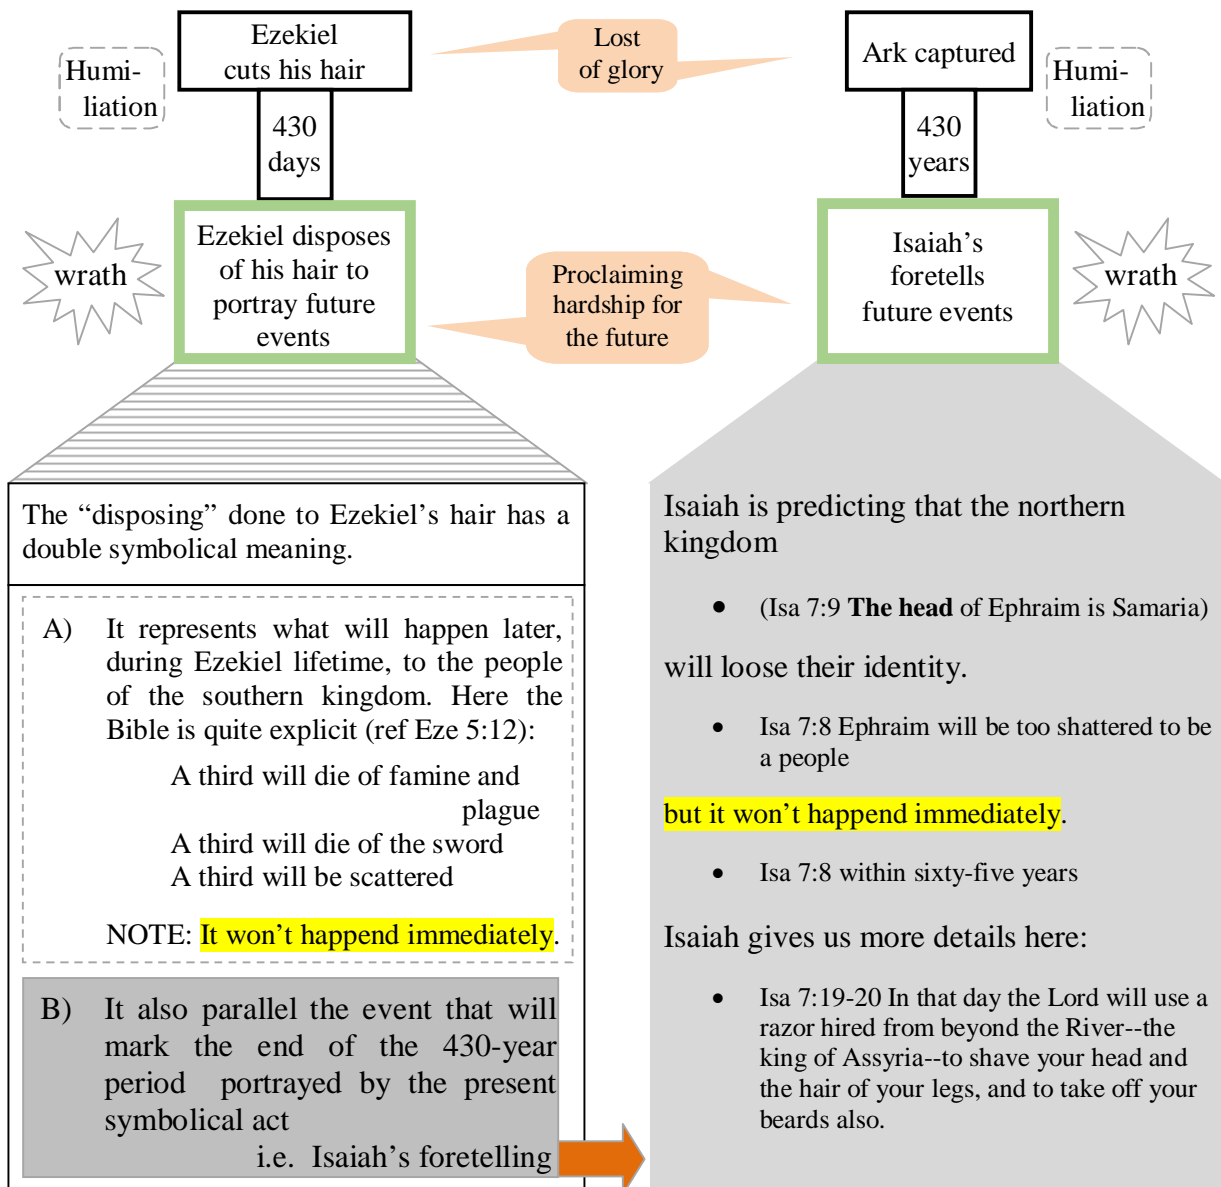 Ezekiel
cuts his hair
Lost
of glory
Ark captured
Humi-
liation
Humi-
liation
430
days
430
years
wrath
Ezekiel disposes
of his hair to
portray future
events
Proclaiming
hardship for
the future
Isaiah’s
foretells
future events
wrath
The “disposing” done to Ezekiel’s hair has a
double symbolical meaning.
A) It represents what will happen later,
during Ezekiel lifetime, to the people
of the southern kingdom. Here the
Bible is quite explicit (ref Eze 5:12):
A third will die of famine and
plague
A third will die of the sword
A third will be scattered
NOTE: It won’t happend immediately.
B) It also parallel the event that will
mark the end of the 430-year
period portrayed by the present
symbolical act
i.e. Isaiah’s foretelling
Isaiah is predicting that the northern
kingdom
• (Isa 7:9 The head of Ephraim is Samaria)
will loose their identity.
• Isa 7:8 Ephraim will be too shattered to be
a people
but it won’t happend immediately.
• Isa 7:8 within sixty-five years
Isaiah gives us more details here:
• Isa 7:19-20 In that day the Lord will use a
razor hired from beyond the River--the
king of Assyria--to shave your head and
the hair of your legs, and to take off your
beards also.